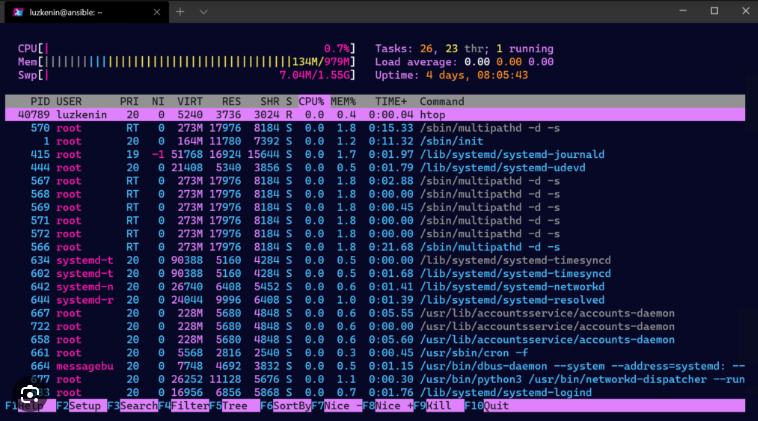 luzkenin@ansible: ~
CPU[| 0.7%] Tasks: 26, 23 thr; 1 running
Mem[||||||||||||||||||||||||||||||||||||||||||134M/979M] Load average: 0.00 0.00 0.00
Swp[| 7.04M/1.55G] Uptime: 4 days, 08:05:43
PID USER PRI NI VIRT RES SHR S CPU% MEM% TIME+ Command
40789 luzkenin 20 0 5240 3736 3024 R 0.0 0.4 0:00.04 htop
570 root RT 0 273M 17976 8184 S 0.0 1.8 0:15.33 /sbin/multipathd -d -s
1 root 20 0 164M 11780 7392 S 0.0 1.2 0:11.32 /sbin/init
415 root 19 -1 51768 16924 15644 S 0.0 1.7 0:01.97 /lib/systemd/systemd-journald
444 root 20 0 21408 5340 3856 S 0.0 0.5 0:01.79 /lib/systemd/systemd-udevd
567 root RT 0 273M 17976 8184 S 0.0 1.8 0:02.88 /sbin/multipathd -d -s
568 root RT 0 273M 17976 8184 S 0.0 1.8 0:00.00 /sbin/multipathd -d -s
569 root RT 0 273M 17976 8184 S 0.0 1.8 0:00.45 /sbin/multipathd -d -s
571 root RT 0 273M 17976 8184 S 0.0 1.8 0:00.00 /sbin/multipathd -d -s
572 root RT 0 273M 17976 8184 S 0.0 1.8 0:00.00 /sbin/multipathd -d -s
566 root RT 0 273M 17976 8184 S 0.0 1.8 0:21.68 /sbin/multipathd -d -s
634 systemd-t 20 0 90388 5160 4284 S 0.0 0.5 0:00.00 /lib/systemd/systemd-timesyncd
602 systemd-t 20 0 90388 5160 4284 S 0.0 0.5 0:01.68 /lib/systemd/systemd-timesyncd
642 systemd-n 20 0 26740 6408 5452 S 0.0 0.6 0:01.41 /lib/systemd/systemd-networkd
644 systemd-r 20 0 24044 9996 6408 S 0.0 1.0 0:01.39 /lib/systemd/systemd-resolved
667 root 20 0 228M 5680 4848 S 0.0 0.6 0:05.55 /usr/lib/accountsservice/accounts-daemon
722 root 20 0 228M 5680 4848 S 0.0 0.6 0:00.00 /usr/lib/accountsservice/accounts-daemon
658 root 20 0 228M 5680 4848 S 0.0 0.6 0:05.60 /usr/lib/accountsservice/accounts-daemon
661 root 20 0 5568 2816 2540 S 0.0 0.3 0:00.45 /usr/sbin/cron -f
664 messagebu 20 0 7748 4692 3832 S 0.0 0.5 0:01.15 /usr/bin/dbus-daemon --system --address=systemd: --
677 root 20 0 26252 11128 5676 S 0.0 1.1 0:00.30 /usr/bin/python3 /usr/bin/networkd-dispatcher --run
root 20 0 16956 6856 5868 S 0.0 0.7 0:01.76 /lib/systemd/systemd-logind
F1Help F2Setup F3SearchF4FilterF5Tree F6SortByF7Nice -F8Nice +F9Kill F10Quit